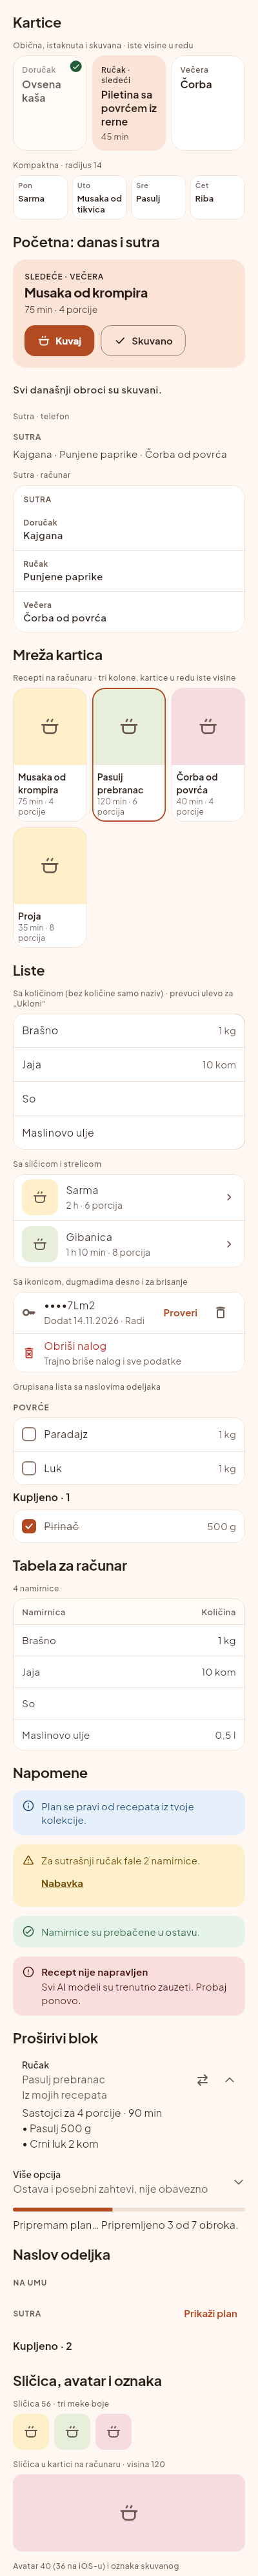 Kartice
Obična, istaknuta i skuvana · iste visine u redu
Doručak
Ovsena
kaša
Ručak ·
sledeći
Piletina sa
povrćem iz
rerne
45 min
Večera
Čorba
Kompaktna · radijus 14
Pon
Sarma
Uto
Musaka od
tikvica
Sre
Pasulj
Čet
Riba
Početna: danas i sutra
SLEDEĆE · VEČERA
Musaka od krompira
75 min · 4 porcije
Kuvaj
Skuvano
Svi današnji obroci su skuvani.
Sutra · telefon
SUTRA
Kajgana · Punjene paprike · Čorba od povrća
Sutra · računar
SUTRA
Doručak
Kajgana
Ručak
Punjene paprike
Večera
Čorba od povrća
Mreža kartica
Recepti na računaru · tri kolone, kartice u redu iste visine
Musaka od
krompira
75 min · 4
porcije
Pasulj
prebranac
120 min · 6
porcija
Čorba od
povrća
40 min · 4
porcije
Proja
35 min · 8
porcija
Liste
Sa količinom (bez količine samo naziv) · prevuci ulevo za
„Ukloni“
Brašno 1 kg
Jaja 10 kom
So
Maslinovo ulje
Sa sličicom i strelicom
Sarma
2 h · 6 porcija
Gibanica
1 h 10 min · 8 porcija
Sa ikonicom, dugmadima desno i za brisanje
••••7Lm2
Dodat 14.11.2026 · Radi
Proveri
Obriši nalog
Trajno briše nalog i sve podatke
Grupisana lista sa naslovima odeljaka
POVRĆE
Paradajz 1 kg
Luk 1 kg
Kupljeno · 1
Pirinač 500 g
Tabela za računar
4 namirnice
Namirnica Količina
Brašno 1 kg
Jaja 10 kom
So
Maslinovo ulje 0,5 l
Napomene
Plan se pravi od recepata iz tvoje
kolekcije.
Za sutrašnji ručak fale 2 namirnice.
Nabavka
Namirnice su prebačene u ostavu.
Recept nije napravljen
Svi AI modeli su trenutno zauzeti. Probaj
ponovo.
Proširivi blok
Ručak
Pasulj prebranac
Iz mojih recepata
Sastojci za 4 porcije · 90 min
• Pasulj 500 g
• Crni luk 2 kom
Više opcija
Ostava i posebni zahtevi, nije obavezno
Pripremam plan… Pripremljeno 3 od 7 obroka.
Naslov odeljka
NA UMU
SUTRA
Prikaži plan
Kupljeno · 2
Sličica, avatar i oznaka
Sličica 56 · tri meke boje
Sličica u kartici na računaru · visina 120
Avatar 40 (36 na iOS-u) i oznaka skuvanog